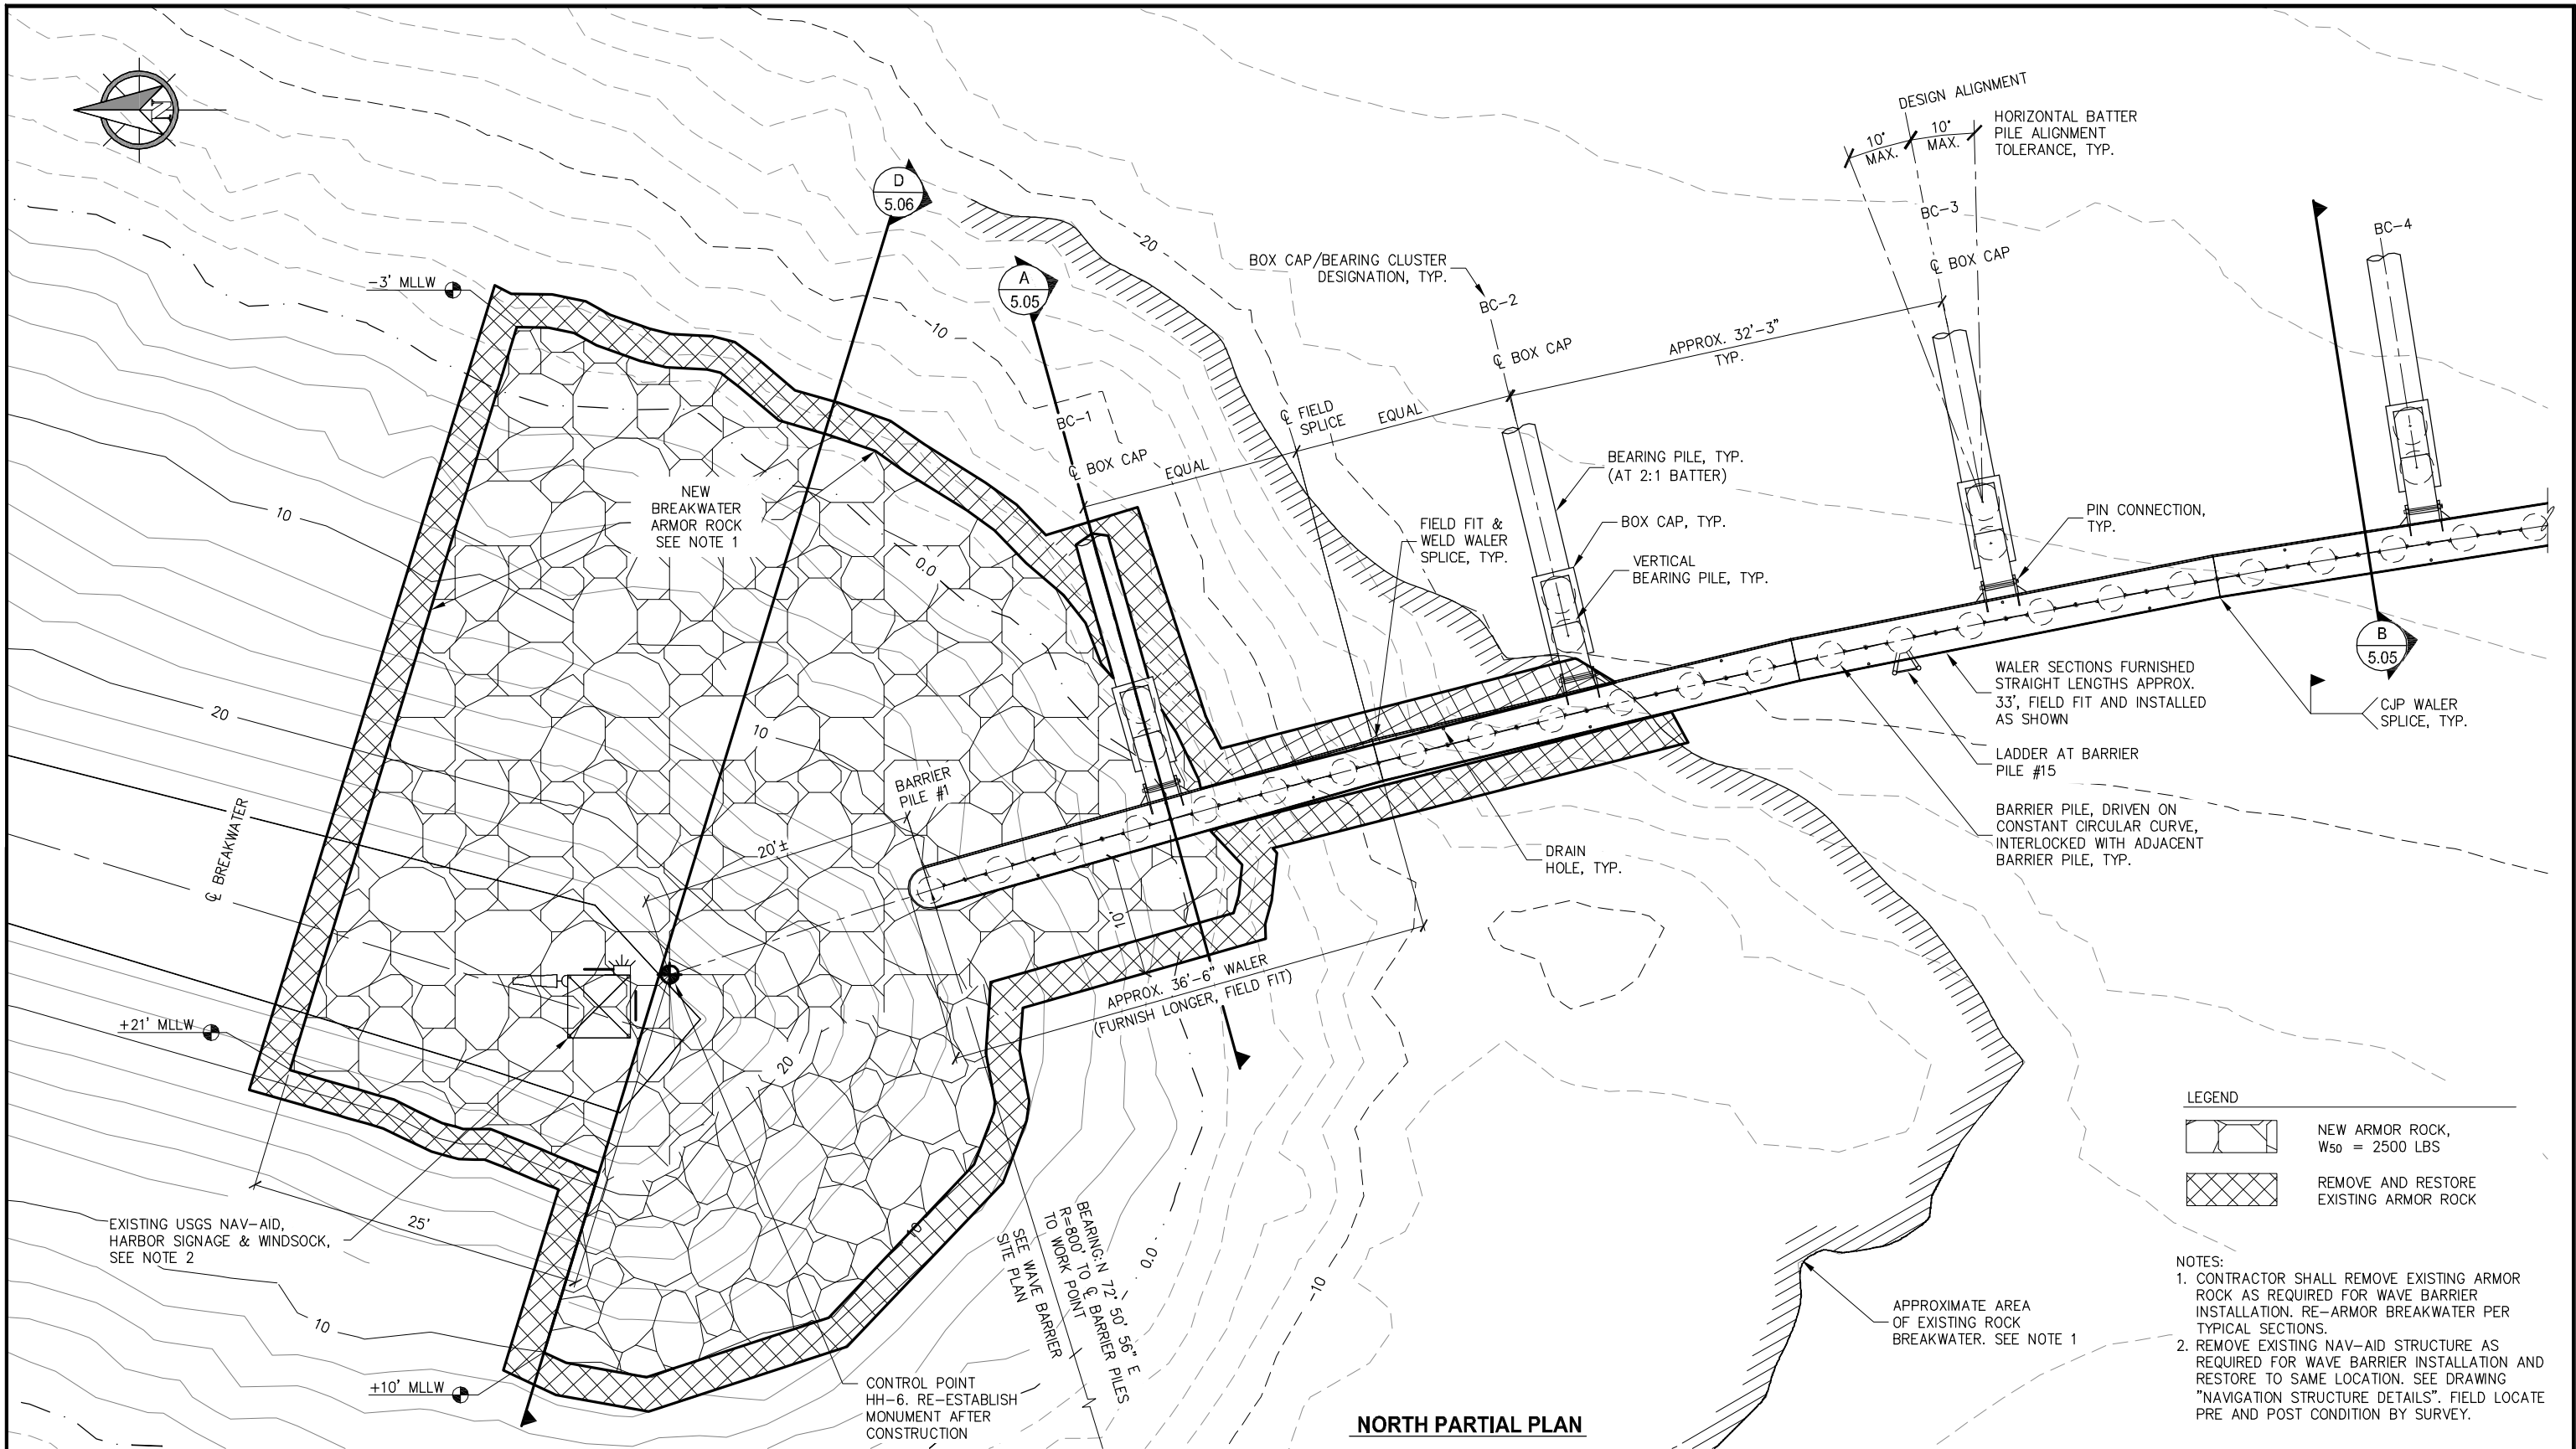 N
DESIGN ALIGNMENT
10°
MAX.
10°
MAX.
HORIZONTAL BATTER
PILE ALIGNMENT
TOLERANCE, TYP.
D
5.06
A
5.05
-3' MLLW
-20
-10
BOX CAP/BEARING CLUSTER
DESIGNATION, TYP.
BC-2
℄ BOX CAP
BC-3
℄ BOX CAP
BC-4
APPROX. 32'-3"
TYP.
BC-1
℄ BOX CAP
EQUAL
℄ FIELD
SPLICE
EQUAL
BEARING PILE, TYP.
(AT 2:1 BATTER)
BOX CAP, TYP.
VERTICAL
BEARING PILE, TYP.
FIELD FIT &
WELD WALER
SPLICE, TYP.
PIN CONNECTION,
TYP.
NEW
BREAKWATER
ARMOR ROCK
SEE NOTE 1
10
0.0
20
10
BARRIER
PILE #1
20'±
℄ BREAKWATER
B
5.05
WALER SECTIONS FURNISHED
STRAIGHT LENGTHS APPROX.
33', FIELD FIT AND INSTALLED
AS SHOWN
CJP WALER
SPLICE, TYP.
LADDER AT BARRIER
PILE #15
BARRIER PILE, DRIVEN ON
CONSTANT CIRCULAR CURVE,
INTERLOCKED WITH ADJACENT
BARRIER PILE, TYP.
DRAIN
HOLE, TYP.
10'
APPROX. 36'-6" WALER
(FURNISH LONGER, FIELD FIT)
+21' MLLW
20
EXISTING USGS NAV-AID,
HARBOR SIGNAGE & WINDSOCK,
SEE NOTE 2
25'
10
10
+10' MLLW
BEARING:N 72° 50' 56" E
R=800' TO ℄ BARRIER PILES
TO WORK POINT
SEE WAVE BARRIER
SITE PLAN
0.0
-10
CONTROL POINT
HH-6. RE-ESTABLISH
MONUMENT AFTER
CONSTRUCTION
APPROXIMATE AREA
OF EXISTING ROCK
BREAKWATER. SEE NOTE 1
LEGEND
NEW ARMOR ROCK,
W50 = 2500 LBS
REMOVE AND RESTORE
EXISTING ARMOR ROCK
NOTES:
1. CONTRACTOR SHALL REMOVE EXISTING ARMOR
ROCK AS REQUIRED FOR WAVE BARRIER
INSTALLATION. RE-ARMOR BREAKWATER PER
TYPICAL SECTIONS.
2. REMOVE EXISTING NAV-AID STRUCTURE AS
REQUIRED FOR WAVE BARRIER INSTALLATION AND
RESTORE TO SAME LOCATION. SEE DRAWING
"NAVIGATION STRUCTURE DETAILS". FIELD LOCATE
PRE AND POST CONDITION BY SURVEY.
NORTH PARTIAL PLAN